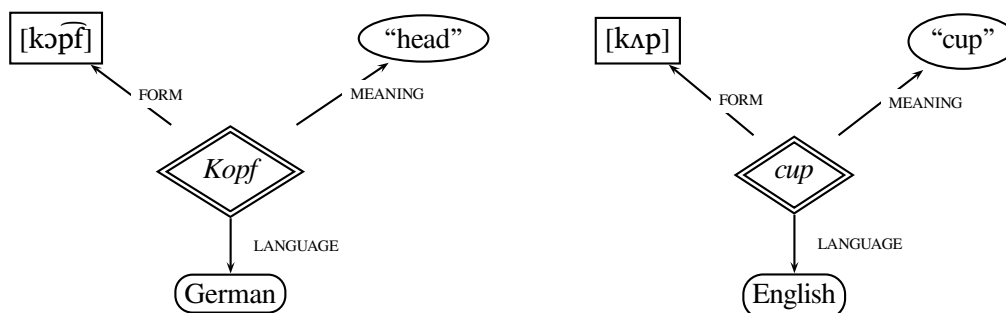 [kɔp͡f]
“head”
FORM
MEANING
Kopf
LANGUAGE
German
[kʌp]
“cup”
FORM
MEANING
cup
LANGUAGE
English